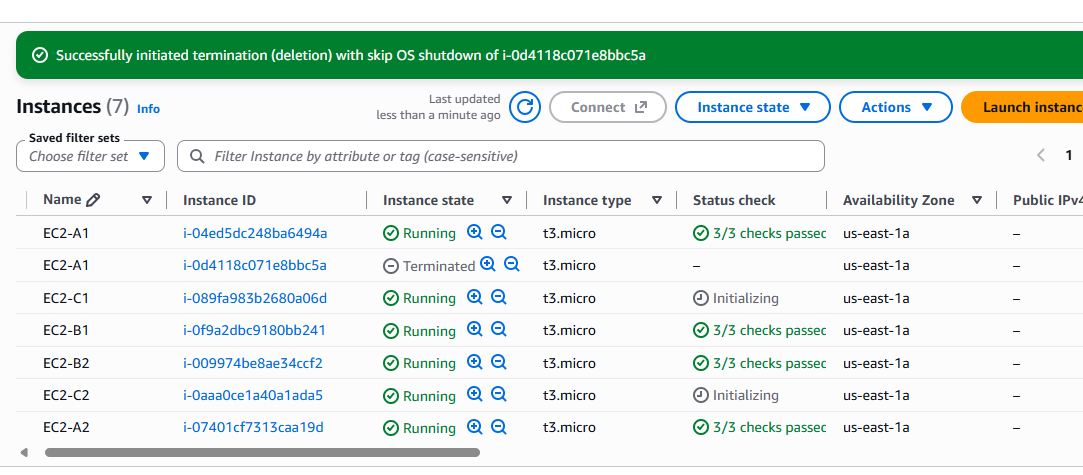 Successfully initiated termination (deletion) with skip OS shutdown of i-0d4118c071e8bbc5a
Instances (7) Info
Last updated
less than a minute ago
Connect
Instance state
Actions
Launch instanc
Saved filter sets
Choose filter set
Filter Instance by attribute or tag (case-sensitive)
1
Name Instance ID Instance state Instance type Status check Availability Zone Public IPv4
EC2-A1 i-04ed5dc248ba6494a Running t3.micro 3/3 checks passed us-east-1a –
EC2-A1 i-0d4118c071e8bbc5a Terminated t3.micro – us-east-1a –
EC2-C1 i-089fa983b2680a06d Running t3.micro Initializing us-east-1a –
EC2-B1 i-0f9a2dbc9180bb241 Running t3.micro 3/3 checks passed us-east-1a –
EC2-B2 i-009974be8ae34ccf2 Running t3.micro 3/3 checks passed us-east-1a –
EC2-C2 i-0aaa0ce1a40a1ada5 Running t3.micro Initializing us-east-1a –
EC2-A2 i-07401cf7313caa19d Running t3.micro 3/3 checks passed us-east-1a –